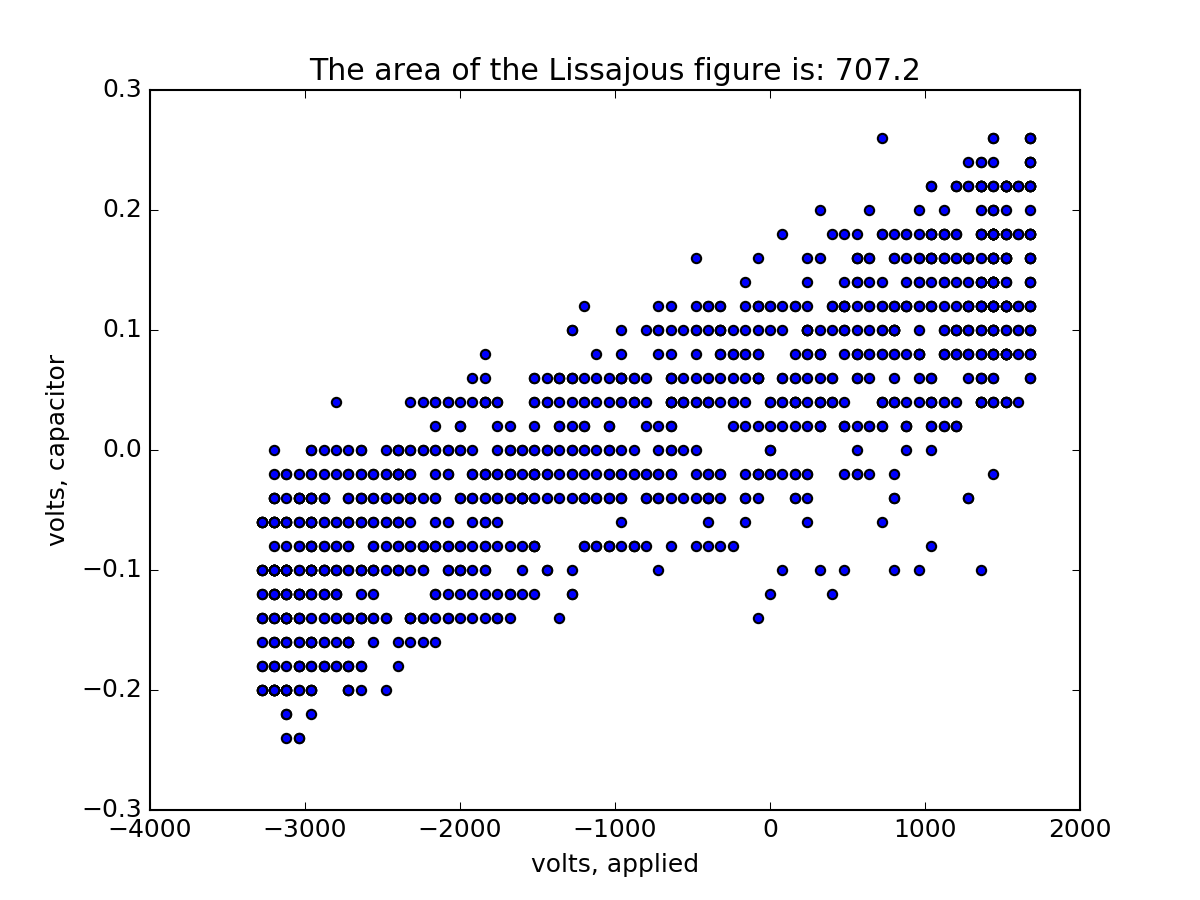 The area of the Lissajous figure is: 707.2
0.3
0.2
0.1
0.0
−0.1
−0.2
−0.3
volts, capacitor
−4000 −3000 −2000 −1000 0 1000 2000
volts, applied